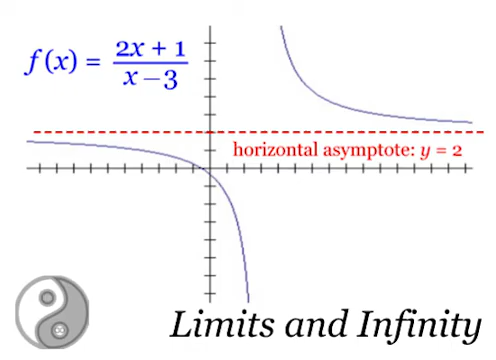 f(x) = (2x + 1)/(x − 3)
horizontal asymptote: y = 2
Limits and Infinity